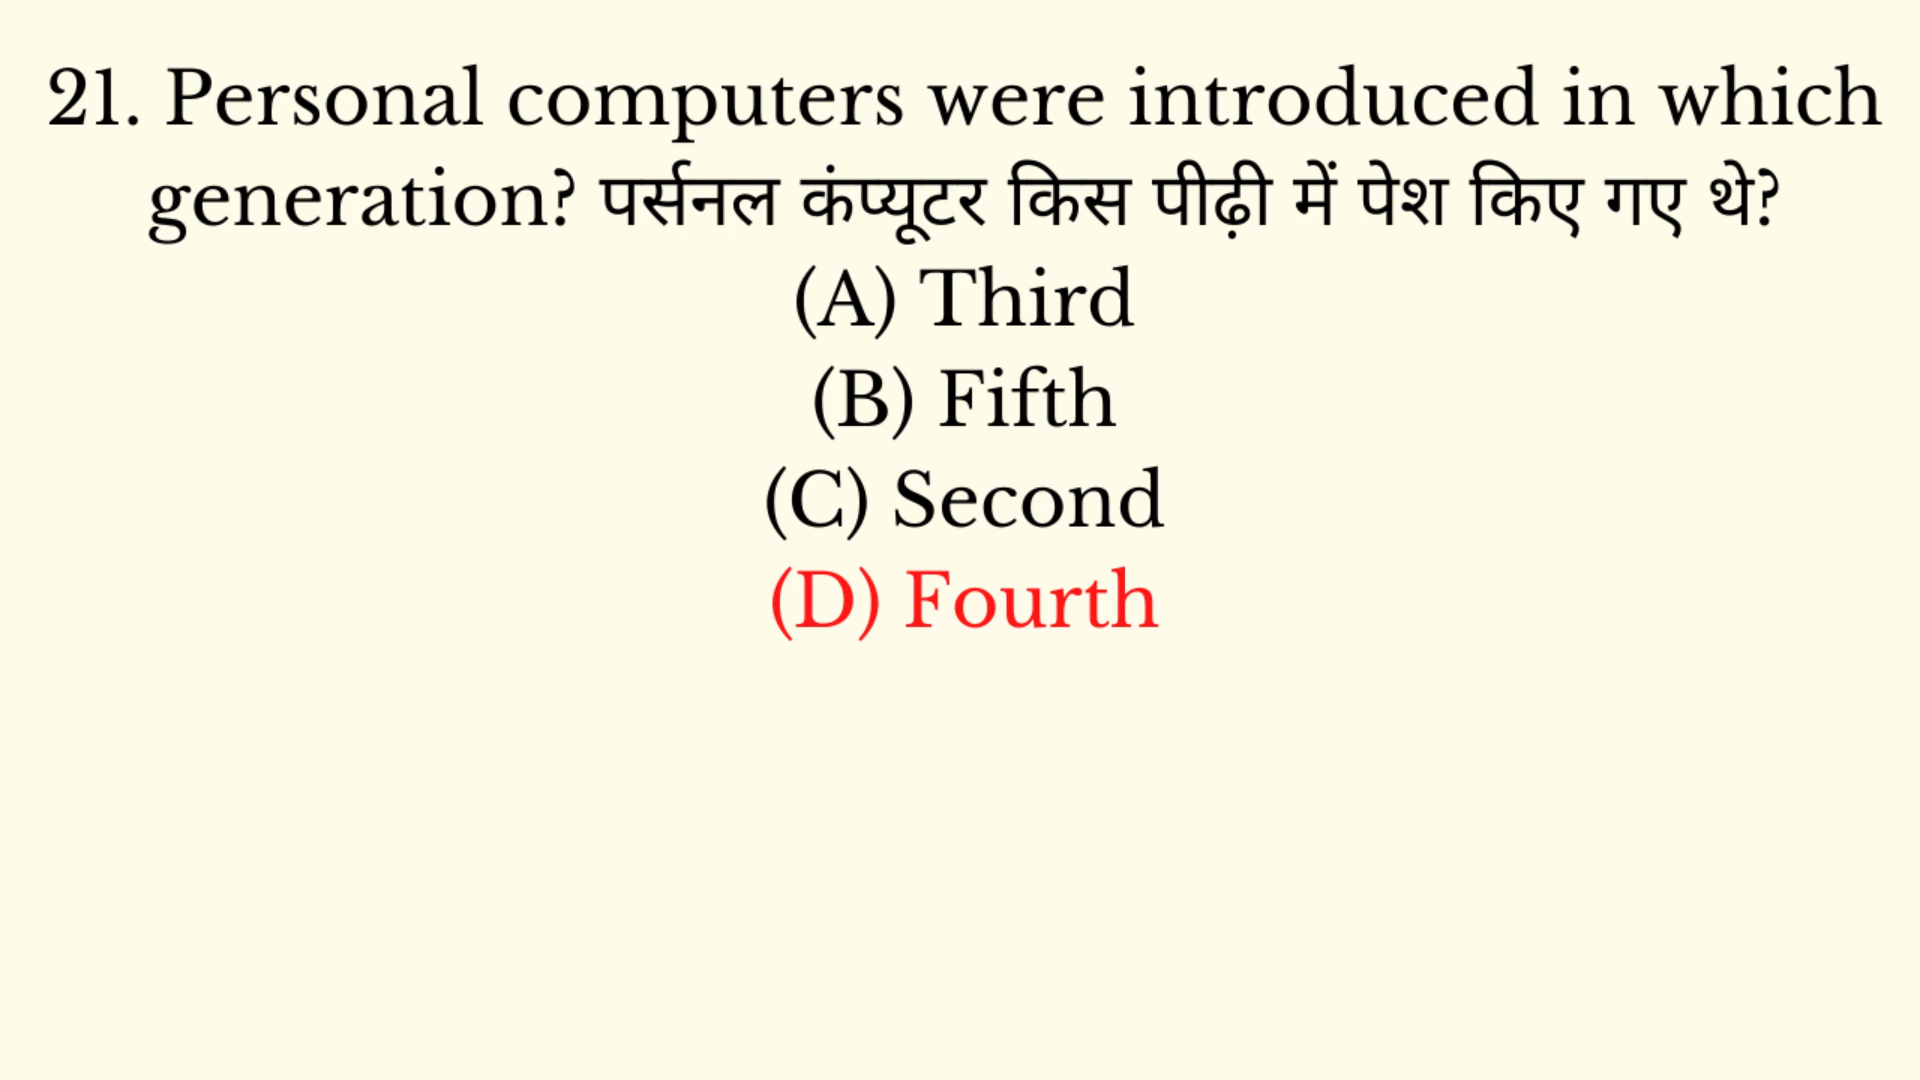 21. Personal computers were introduced in which
generation? पर्सनल कंप्यूटर किस पीढ़ी में पेश किए गए थे?
(A) Third
(B) Fifth
(C) Second
(D) Fourth